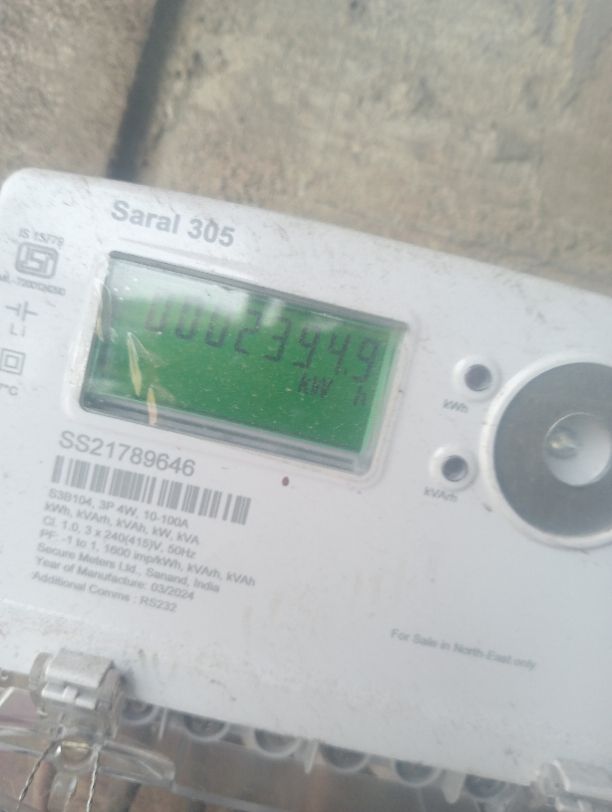 Saral 305
IS 15779
00023949
kW h
kWh
kVArh
SS21789646
S3B104, 3P 4W, 10-100A
kWh, kVArh, kVAh, kW, kVA
Cl. 1.0, 3 x 240(415)V, 50Hz
PF: -1 to 1, 1600 imp/kWh, kVArh, kVAh
Secure Meters Ltd., Sanand, India
Year of Manufacture: 03/2024
Additional Comms : RS232
For Sale in North-East only